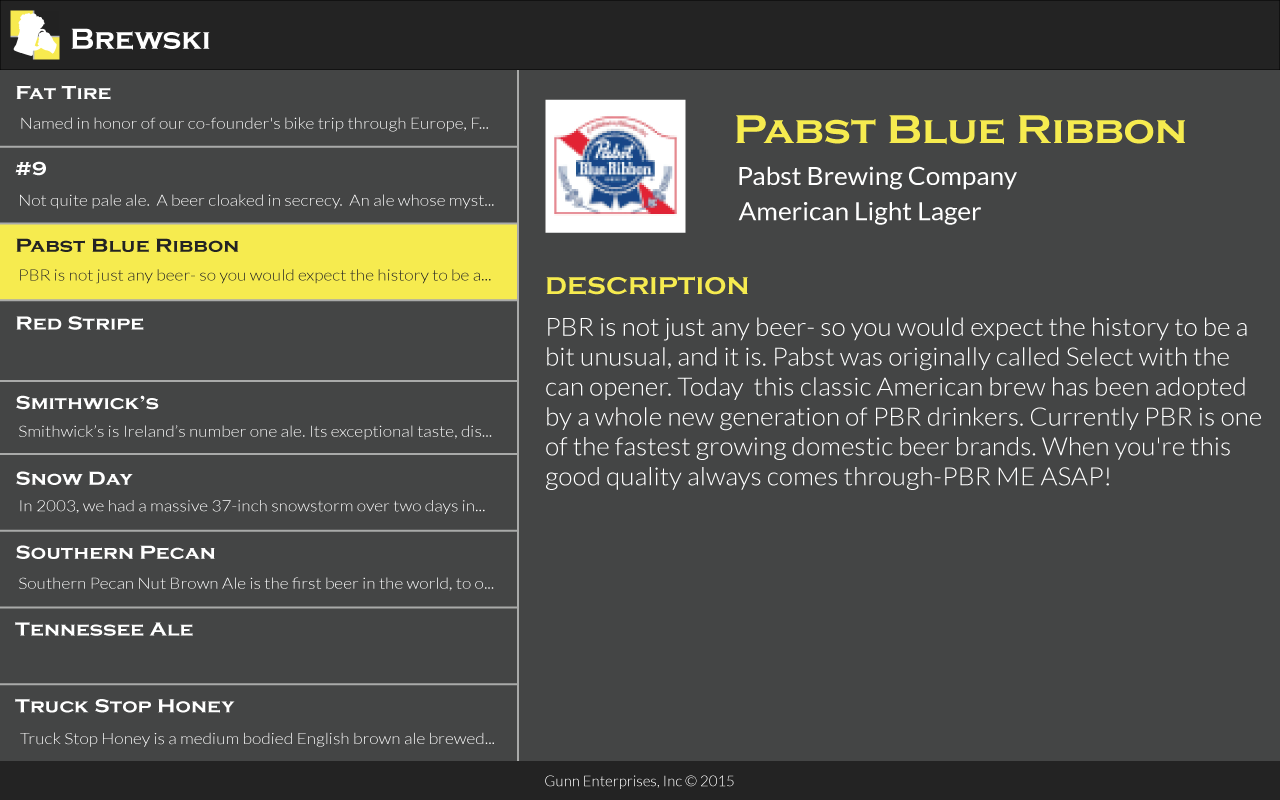 Brewski
Fat Tire
Named in honor of our co-founder's bike trip through Europe, F...
#9
Not quite pale ale.  A beer cloaked in secrecy.  An ale whose myst...
Pabst Blue Ribbon
PBR is not just any beer- so you would expect the history to be a...
Red Stripe
Smithwick’s
Smithwick’s is Ireland’s number one ale. Its exceptional taste, dis...
Snow Day
In 2003, we had a massive 37-inch snowstorm over two days in...
Southern Pecan
Southern Pecan Nut Brown Ale is the first beer in the world, to o...
Tennessee Ale
Truck Stop Honey
Truck Stop Honey is a medium bodied English brown ale brewed...
Pabst
Blue Ribbon
Pabst Blue Ribbon
Pabst Brewing Company
American Light Lager
DESCRIPTION
PBR is not just any beer- so you would expect the history to be a
bit unusual, and it is. Pabst was originally called Select with the
can opener. Today  this classic American brew has been adopted
by a whole new generation of PBR drinkers. Currently PBR is one
of the fastest growing domestic beer brands. When you're this
good quality always comes through-PBR ME ASAP!
Gunn Enterprises, Inc © 2015